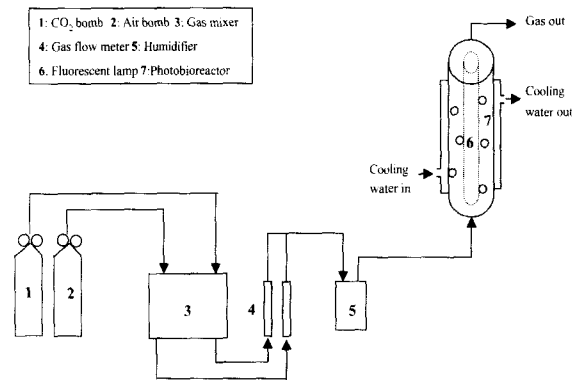 1: CO2 bomb 2: Air bomb 3: Gas mixer
4: Gas flow meter 5: Humidifier
6. Fluorescent lamp 7:Photobioreactor
Gas out
Cooling
water out
7
6
Cooling
water in
1
2
3
4
5